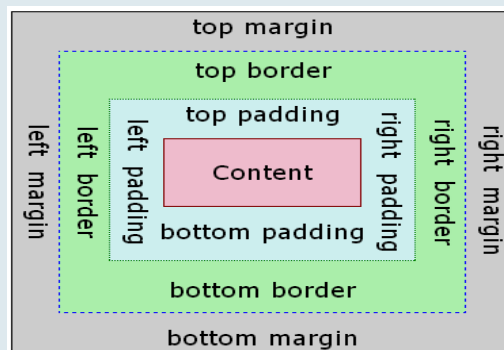 top margin
top border
top padding
left margin
left border
left padding
Content
right padding
right border
right margin
bottom padding
bottom border
bottom margin